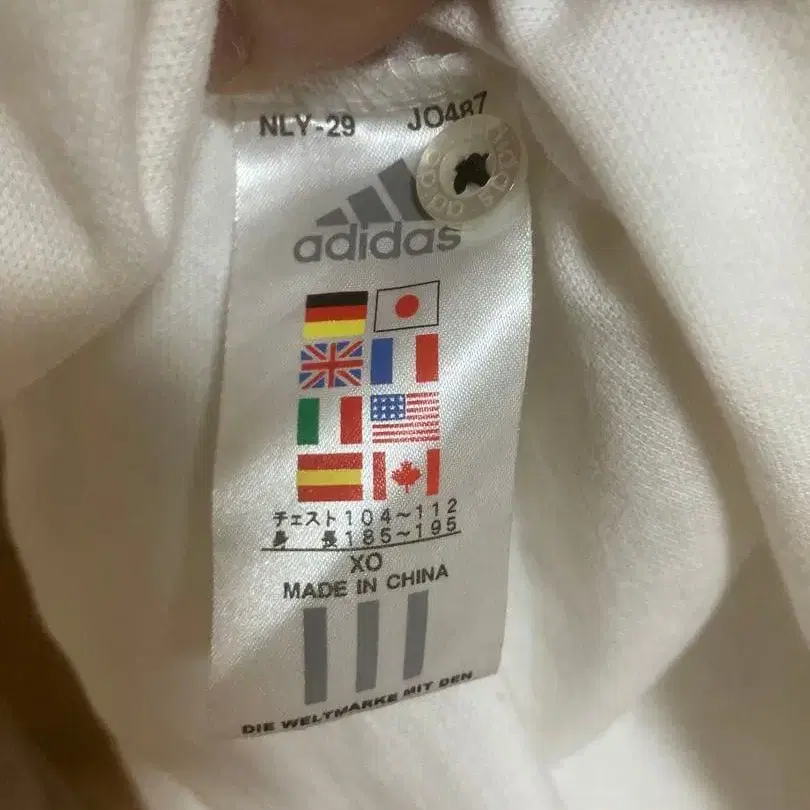 NLY-29 JO487
adidas
adidas
チェスト104~112
身 長185~195
XO
MADE IN CHINA
DIE WELTMARKE MIT DEN